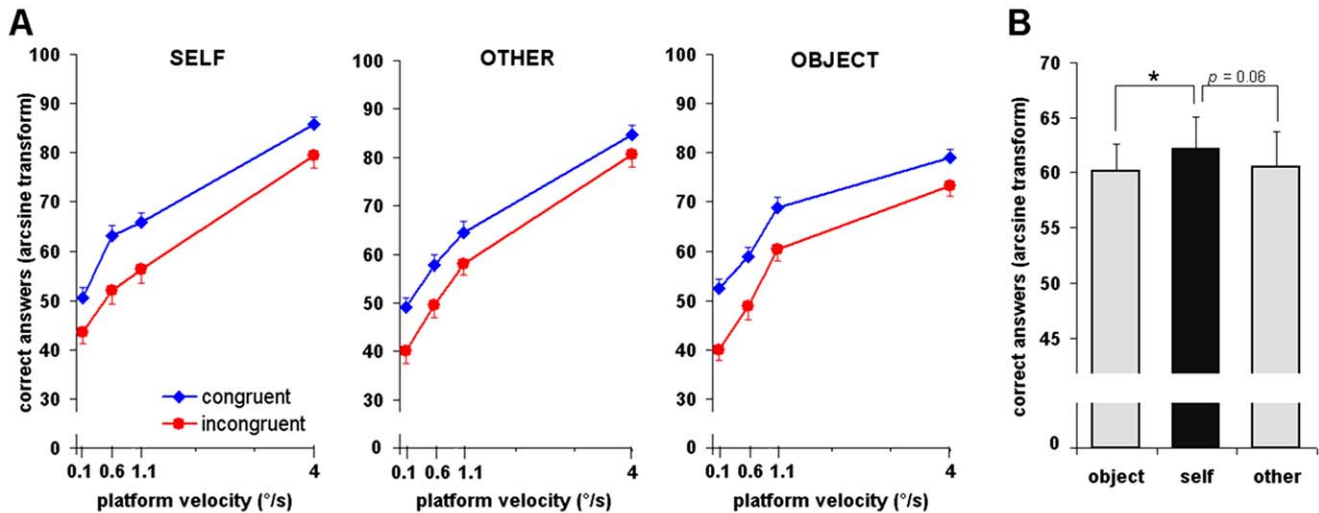 A
B
SELF
OTHER
OBJECT
correct answers (arcsine transform)
100
90
80
70
60
50
40
30
0
congruent
incongruent
0.1 0.6 1.1 4
platform velocity (°/s)
100
90
80
70
60
50
40
30
0
0.1 0.6 1.1 4
platform velocity (°/s)
100
90
80
70
60
50
40
30
0
0.1 0.6 1.1 4
platform velocity (°/s)
correct answers (arcsine transform)
70
65
60
55
50
45
0
* p = 0.06
object self other